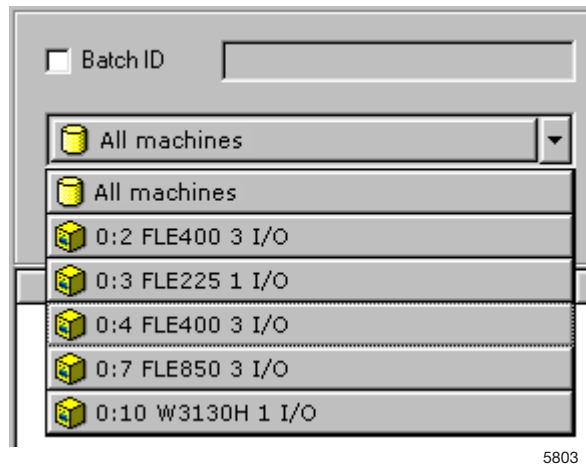 Batch ID
All machines
All machines
0:2 FLE400 3 I/O
0:3 FLE225 1 I/O
0:4 FLE400 3 I/O
0:7 FLE850 3 I/O
0:10 W3130H 1 I/O
5803